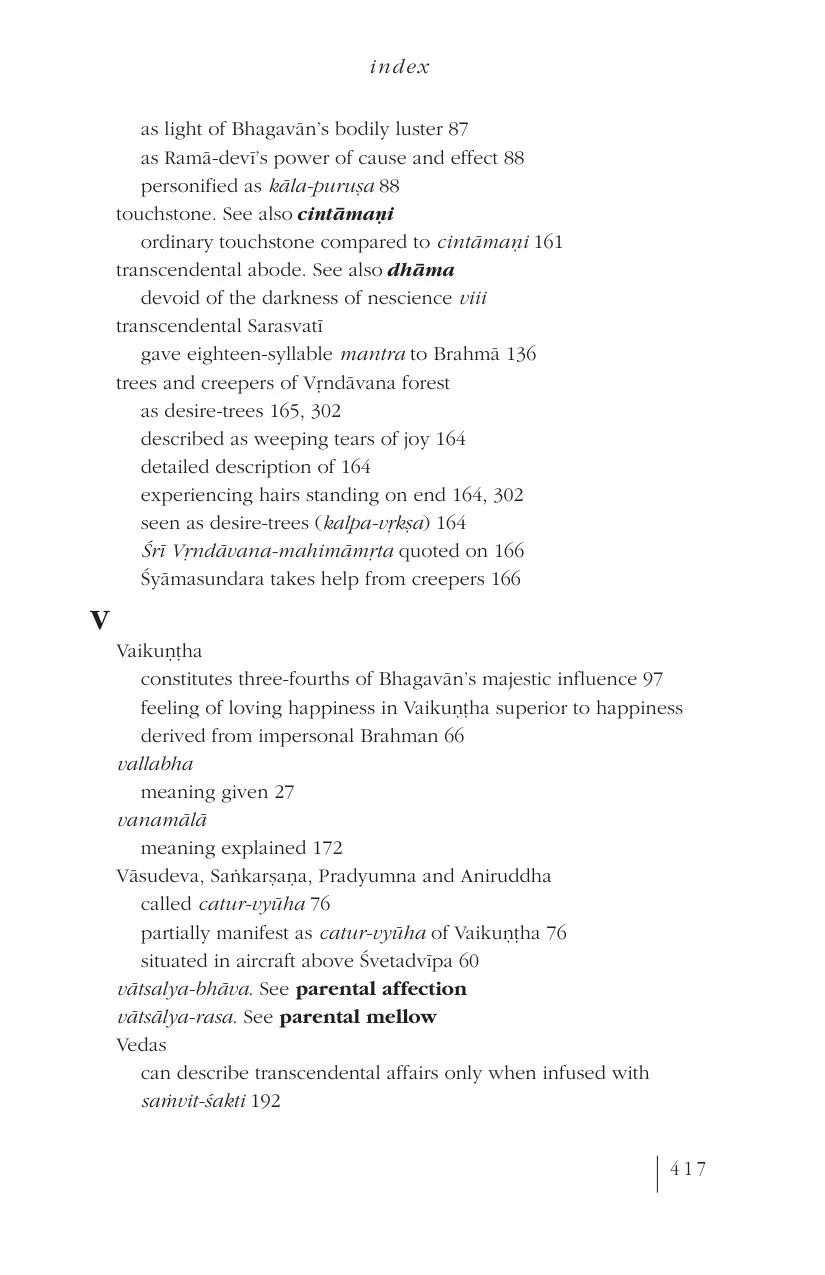 index
as light of Bhagavān’s bodily luster 87
as Ramā-devī’s power of cause and effect 88
personified as kāla-puruṣa 88
touchstone. See also cintāmaṇi
ordinary touchstone compared to cintāmaṇi 161
transcendental abode. See also dhāma
devoid of the darkness of nescience viii
transcendental Sarasvatī
gave eighteen-syllable mantra to Brahmā 136
trees and creepers of Vṛndāvana forest
as desire-trees 165, 302
described as weeping tears of joy 164
detailed description of 164
experiencing hairs standing on end 164, 302
seen as desire-trees (kalpa-vṛkṣa) 164
Śrī Vṛndāvana-mahimāmṛta quoted on 166
Śyāmasundara takes help from creepers 166
V
Vaikuṇṭha
constitutes three-fourths of Bhagavān’s majestic influence 97
feeling of loving happiness in Vaikuṇṭha superior to happiness
derived from impersonal Brahman 66
vallabha
meaning given 27
vanamālā
meaning explained 172
Vāsudeva, Saṅkarṣaṇa, Pradyumna and Aniruddha
called catur-vyūha 76
partially manifest as catur-vyūha of Vaikuṇṭha 76
situated in aircraft above Śvetadvīpa 60
vātsalya-bhāva. See parental affection
vātsālya-rasa. See parental mellow
Vedas
can describe transcendental affairs only when infused with
saṁvit-śakti 192
417